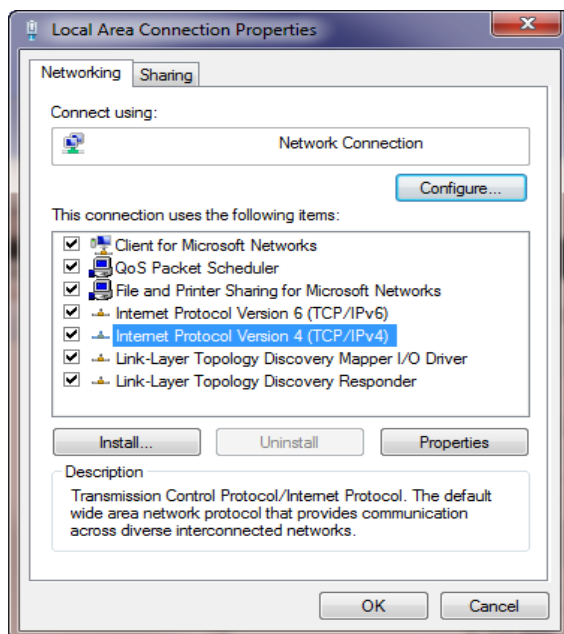 Local Area Connection Properties
Networking
Sharing
Connect using:
Network Connection
Configure...
This connection uses the following items:
Client for Microsoft Networks
QoS Packet Scheduler
File and Printer Sharing for Microsoft Networks
Internet Protocol Version 6 (TCP/IPv6)
Internet Protocol Version 4 (TCP/IPv4)
Link-Layer Topology Discovery Mapper I/O Driver
Link-Layer Topology Discovery Responder
Install...
Uninstall
Properties
Description
Transmission Control Protocol/Internet Protocol. The default
wide area network protocol that provides communication
across diverse interconnected networks.
OK
Cancel